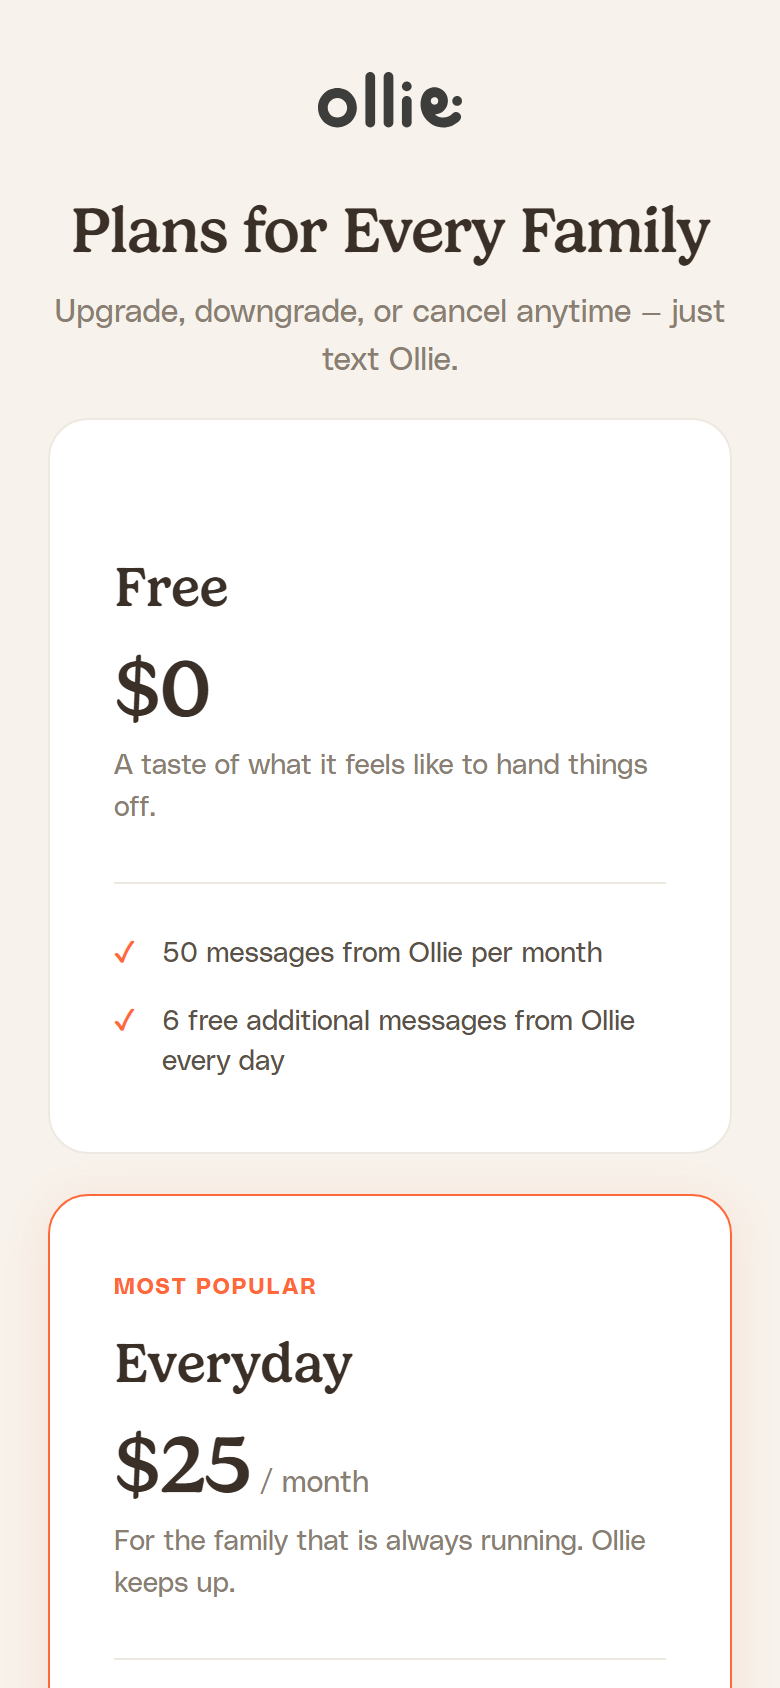 ollie
Plans for Every Family
Upgrade, downgrade, or cancel anytime – just
text Ollie.
Free
$0
A taste of what it feels like to hand things
off.
✓ 50 messages from Ollie per month
✓ 6 free additional messages from Ollie
every day
MOST POPULAR
Everyday
$25 / month
For the family that is always running. Ollie
keeps up.